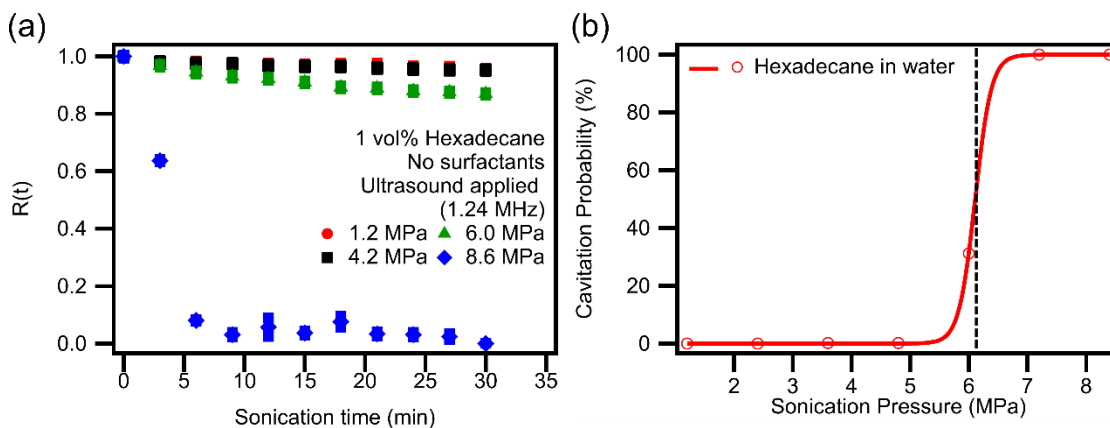 (a)
1.0
0.8
0.6
0.4
0.2
0.0
R(t)
1 vol% Hexadecane
No surfactants
Ultrasound applied
(1.24 MHz)
1.2 MPa 6.0 MPa
4.2 MPa 8.6 MPa
0 5 10 15 20 25 30 35
Sonication time (min)
(b)
100
80
60
40
20
0
Cavitation Probability (%)
Hexadecane in water
2 3 4 5 6 7 8
Sonication Pressure (MPa)